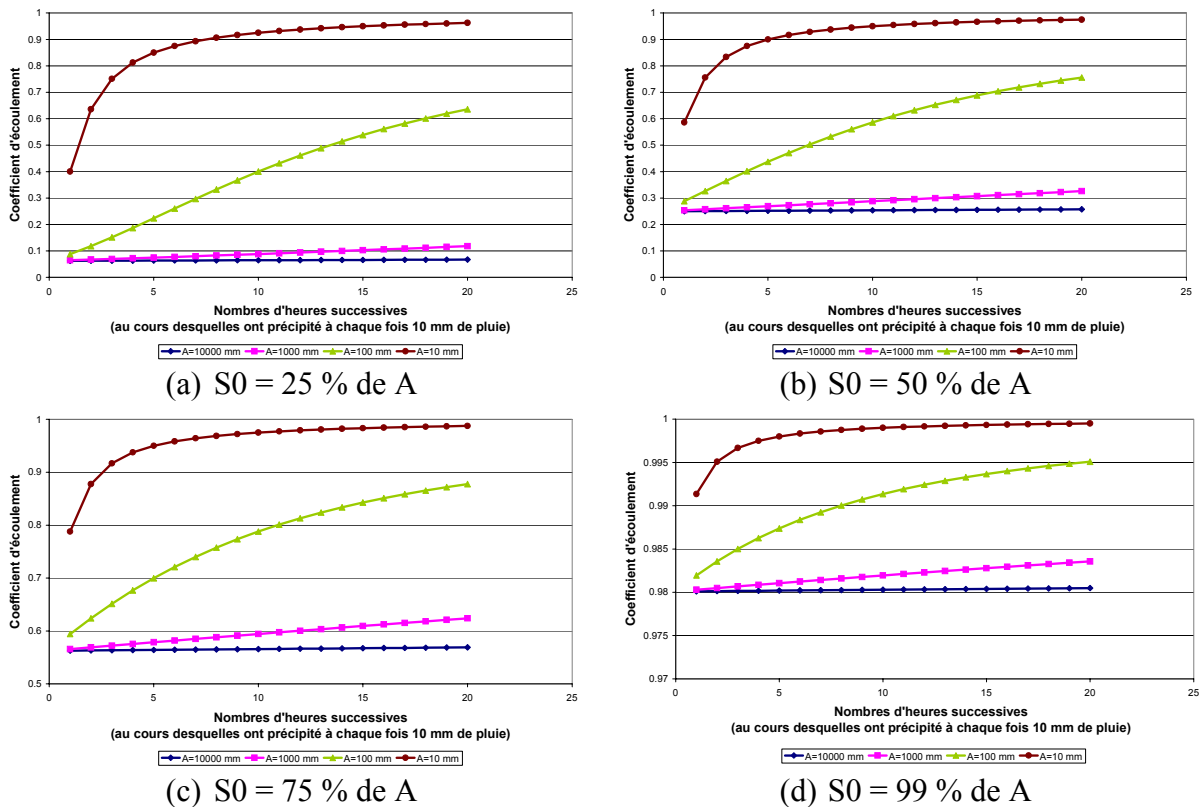 Coefficient d'écoulement
1
0.9
0.8
0.7
0.6
0.5
0.4
0.3
0.2
0.1
0
0 5 10 15 20 25
Nombres d'heures successives
(au cours desquelles ont précipité à chaque fois 10 mm de pluie)
A=10000 mm A=1000 mm A=100 mm A=10 mm
(a) S0 = 25 % de A
Coefficient d'écoulement
1
0.9
0.8
0.7
0.6
0.5
0.4
0.3
0.2
0.1
0
0 5 10 15 20 25
Nombres d'heures successives
(au cours desquelles ont précipité à chaque fois 10 mm de pluie)
A=10000 mm A=1000 mm A=100 mm A=10 mm
(b) S0 = 50 % de A
Coefficient d'écoulement
1
0.9
0.8
0.7
0.6
0.5
0 5 10 15 20 25
Nombres d'heures successives
(au cours desquelles ont précipité à chaque fois 10 mm de pluie)
A=10000 mm A=1000 mm A=100 mm A=10 mm
(c) S0 = 75 % de A
Coefficient d'écoulement
1
0.995
0.99
0.985
0.98
0.975
0.97
0 5 10 15 20 25
Nombres d'heures successives
(au cours desquelles ont précipité à chaque fois 10 mm de pluie)
A=10000 mm A=1000 mm A=100 mm A=10 mm
(d) S0 = 99 % de A